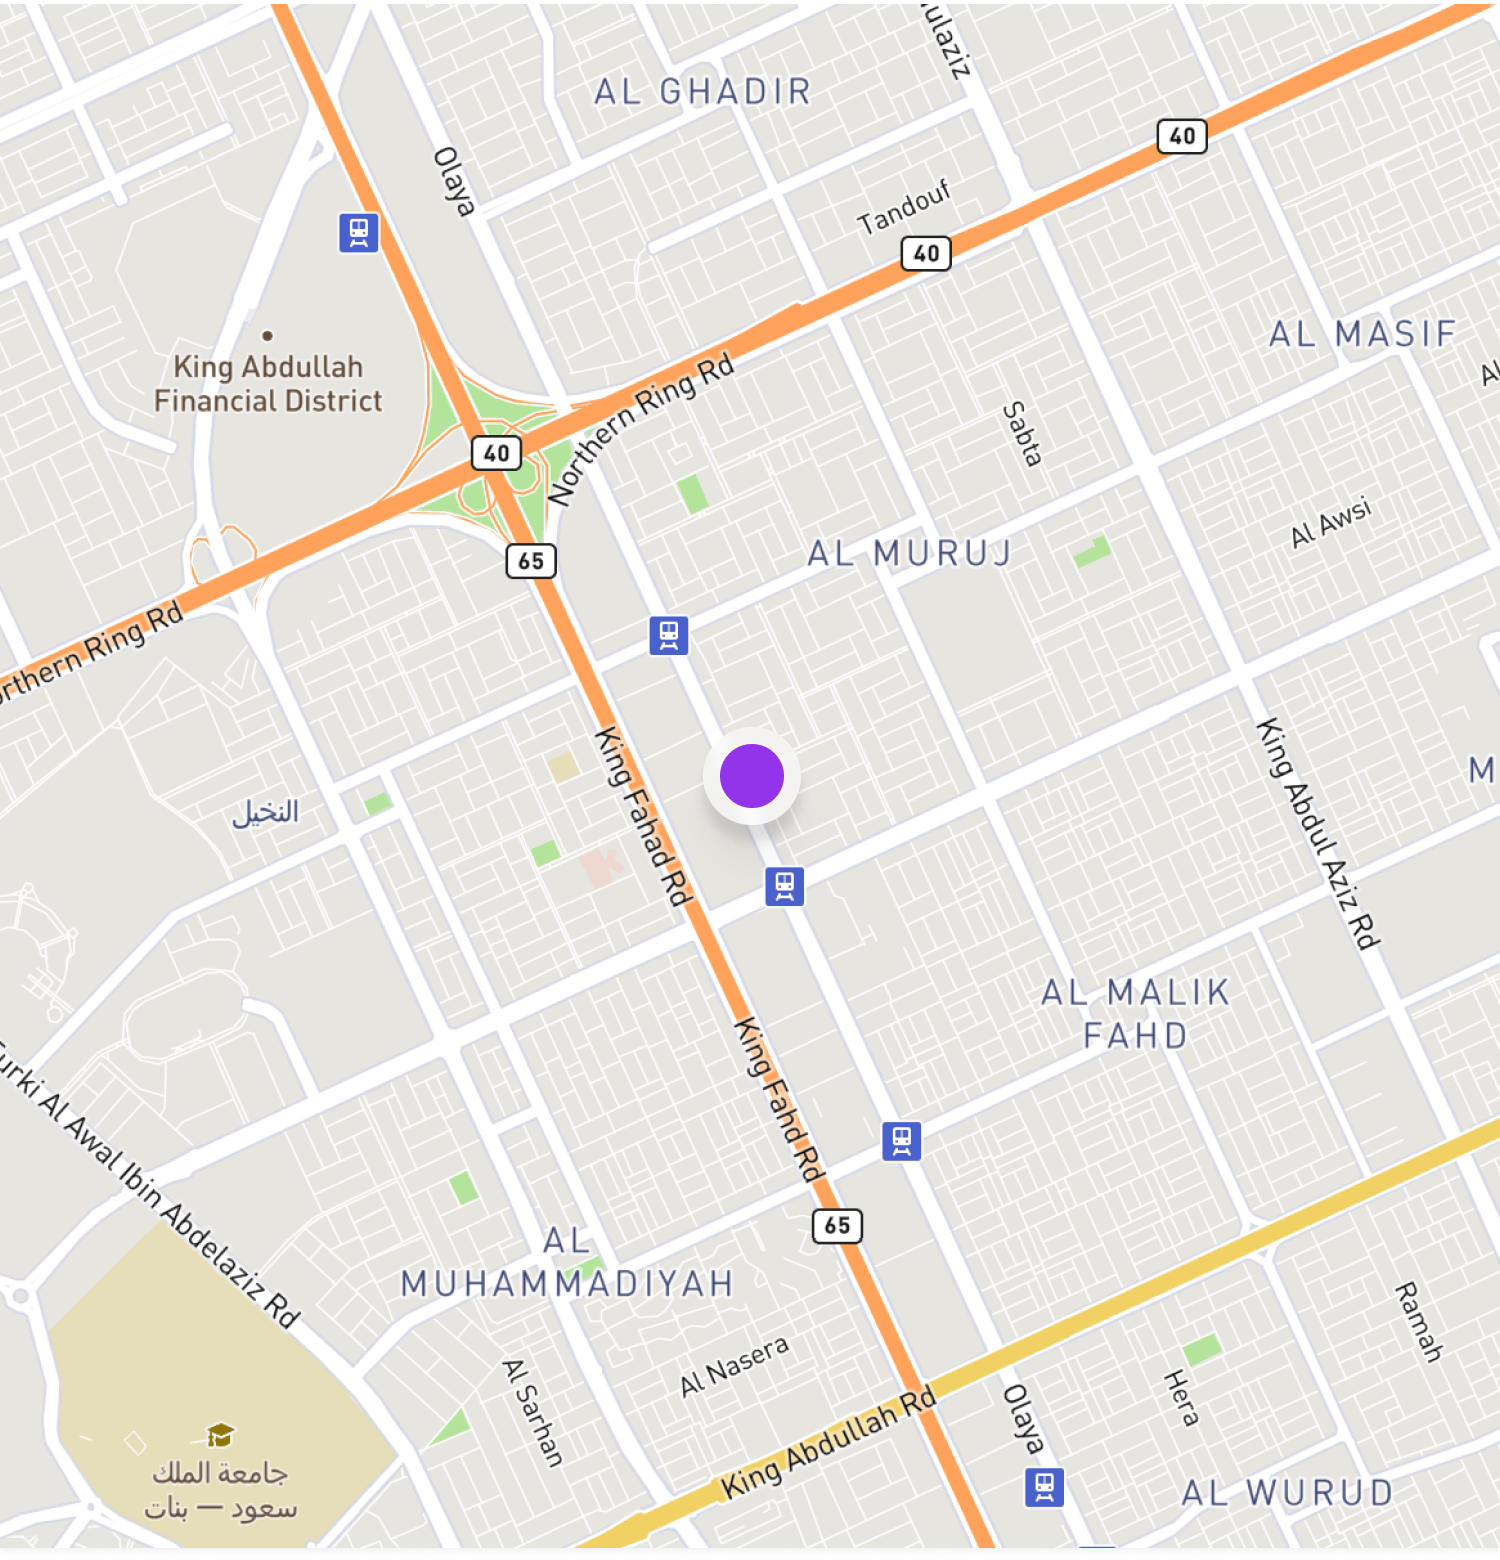 ulaziz
AL GHADIR
40
Olaya
Tandouf
40
AL MASIF
King Abdullah
Financial District
Northern Ring Rd
Sabta
40
Al Awsi
AL MURUJ
65
Northern Ring Rd
King Fahad Rd
King Abdul Aziz Rd
M
النخيل
AL MALIK
FAHD
King Fahd Rd
Turki Al Awal Ibin Abdelaziz Rd
65
AL
MUHAMMADIYAH
Ramah
Al Nasera
Al Sarhan
Hera
Olaya
King Abdullah Rd
جامعة الملك
سعود — بنات
AL WURUD